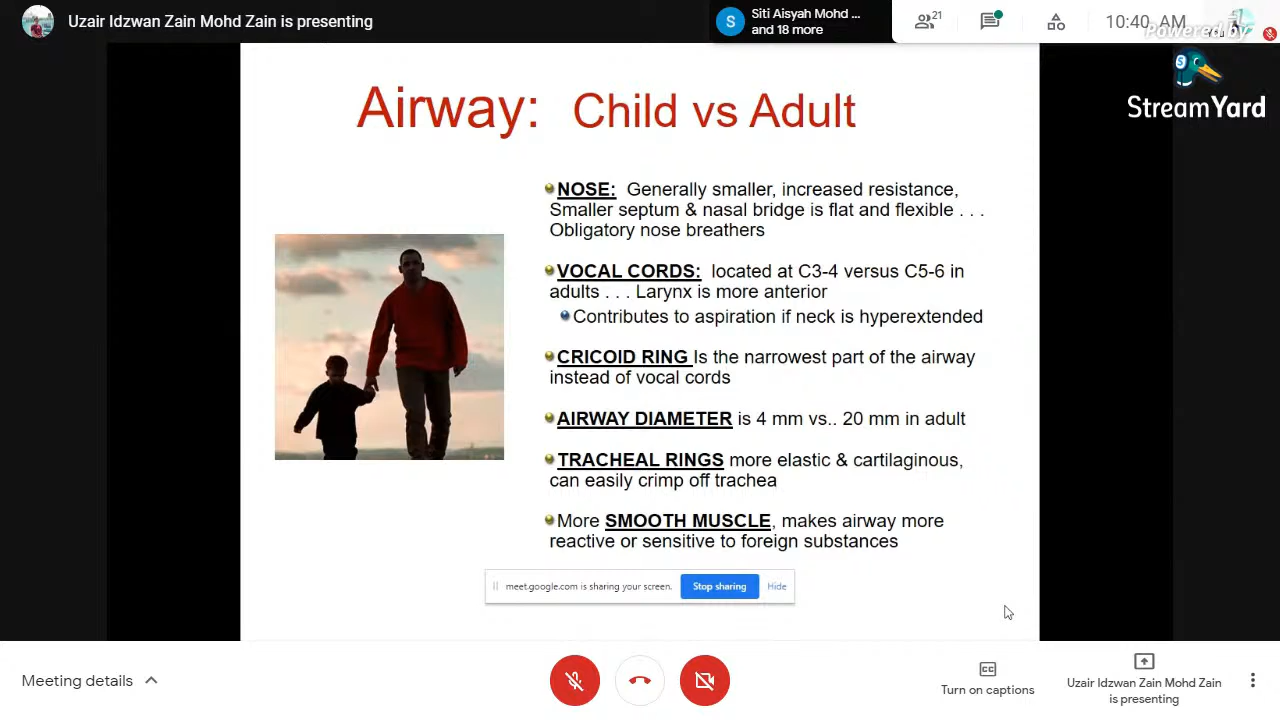 Uzair Idzwan Zain Mohd Zain is presenting
S
Siti Aisyah Mohd ...
and 18 more
21
10:40 AM
Powered by
S
StreamYard
Airway: Child vs Adult
NOSE: Generally smaller, increased resistance,
Smaller septum & nasal bridge is flat and flexible . . .
Obligatory nose breathers
VOCAL CORDS: located at C3-4 versus C5-6 in
adults . . . Larynx is more anterior
Contributes to aspiration if neck is hyperextended
CRICOID RING Is the narrowest part of the airway
instead of vocal cords
AIRWAY DIAMETER is 4 mm vs.. 20 mm in adult
TRACHEAL RINGS more elastic & cartilaginous,
can easily crimp off trachea
More SMOOTH MUSCLE, makes airway more
reactive or sensitive to foreign substances
meet.google.com is sharing your screen. Stop sharing Hide
Meeting details
CC
Turn on captions
Uzair Idzwan Zain Mohd Zain
is presenting